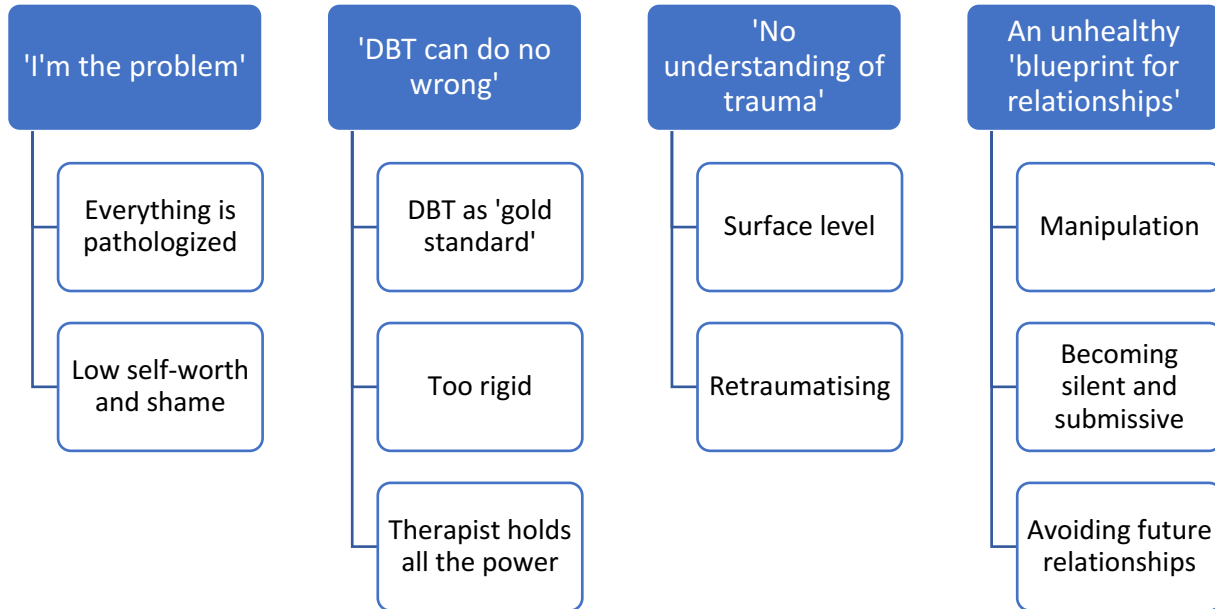 'I'm the problem'
Everything is
pathologized
Low self-worth
and shame
'DBT can do no
wrong'
DBT as 'gold
standard'
Too rigid
Therapist holds
all the power
'No
understanding of
trauma'
Surface level
Retraumatising
An unhealthy
'blueprint for
relationships'
Manipulation
Becoming
silent and
submissive
Avoiding future
relationships